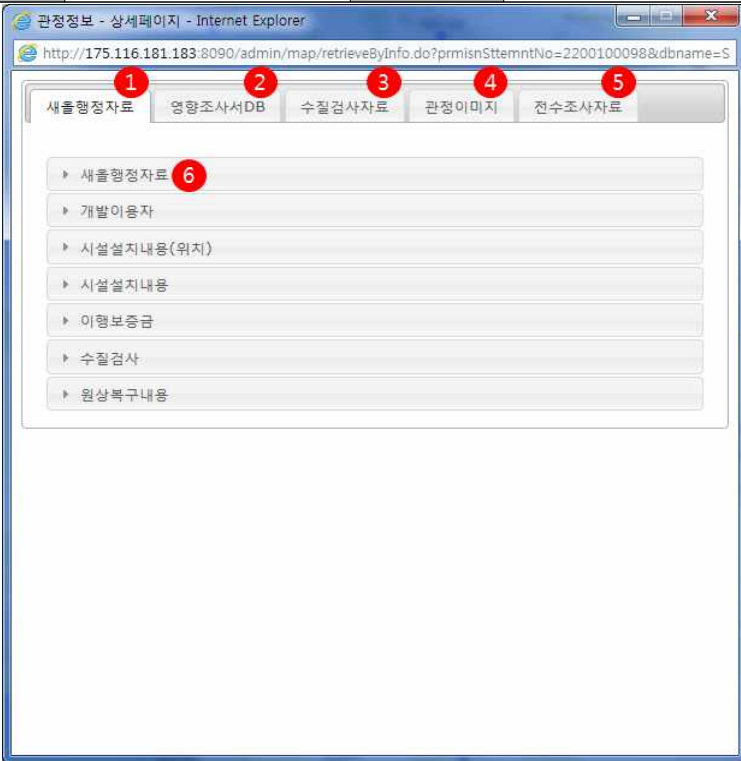 관정정보 - 상세페이지 - Internet Explorer
http://175.116.181.183:8090/admin/map/retrieveByInfo.do?prmisnSttemntNo=2200100098&dbname=S
1 2 3 4 5
새올행정자료 영향조사서DB 수질검사자료 관정이미지 전수조사자료
새올행정자료 6
개발이용자
시설설치내용(위치)
시설설치내용
이행보증금
수질검사
원상복구내용